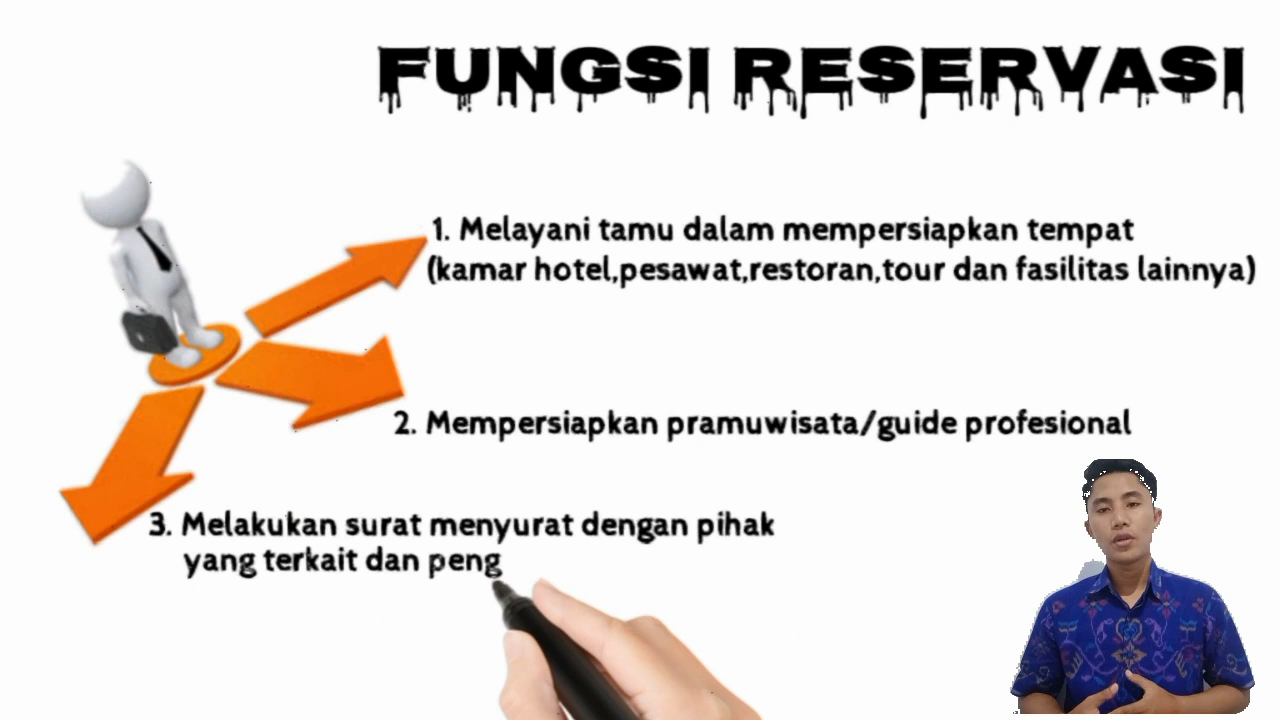 FUNGSI RESERVASI
1. Melayani tamu dalam mempersiapkan tempat
(kamar hotel,pesawat,restoran,tour dan fasilitas lainnya)
2. Mempersiapkan pramuwisata/guide profesional
3. Melakukan surat menyurat dengan pihak
yang terkait dan peng